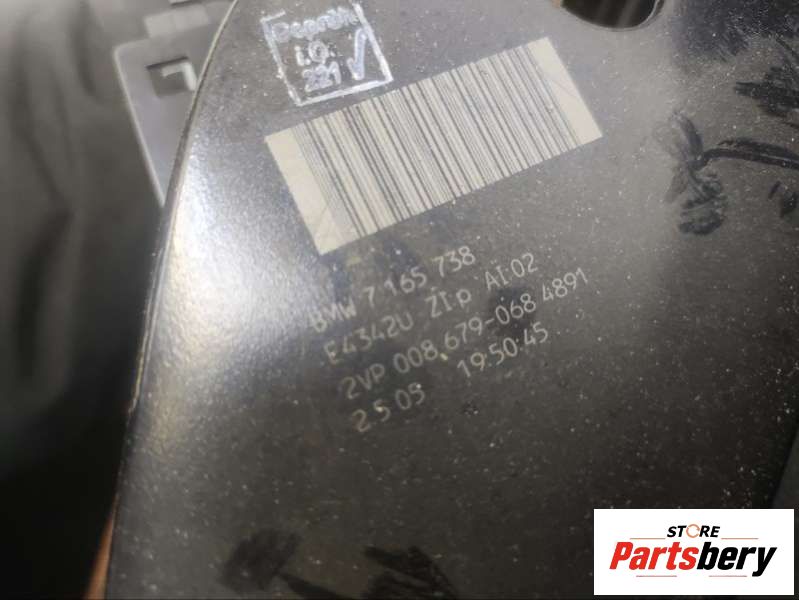 Geprüft
i.O.
221
BMW 7 165 738
E4342U ZI.p AI:02
2VP 008.679-068 4891
2.5 05 19:50:45
STORE
Partsbery